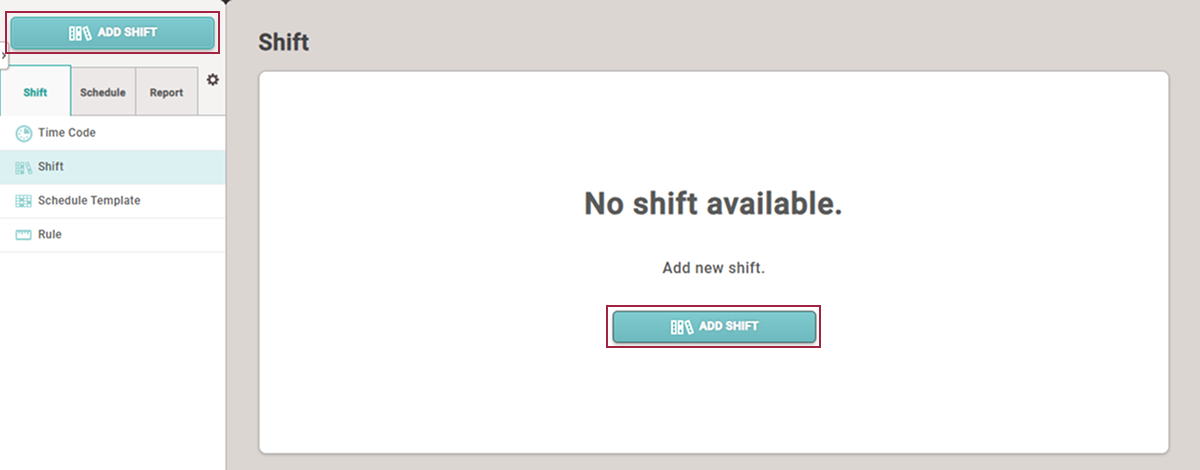 ADD SHIFT
Shift Schedule Report
Time Code
Shift
Schedule Template
Rule
Shift
No shift available.
Add new shift.
ADD SHIFT